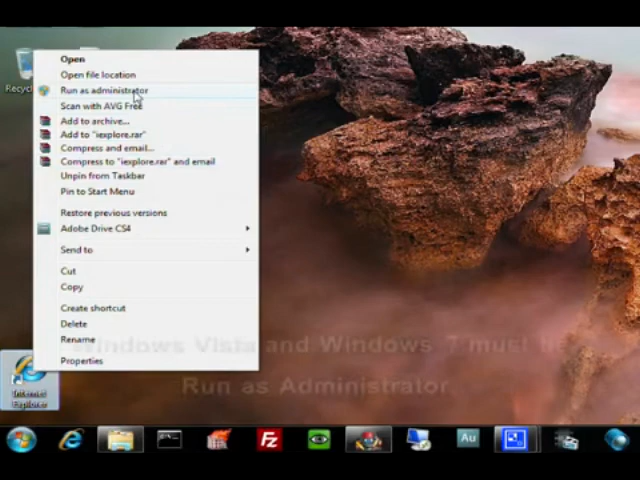 Recyc
Open
Open file location
Run as administrator
Scan with AVG Free
Add to archive...
Add to "iexplore.rar"
Compress and email...
Compress to "iexplore.rar" and email
Unpin from Taskbar
Pin to Start Menu
Restore previous versions
Adobe Drive CS4
Send to
Cut
Copy
Create shortcut
Delete
Rename
Properties
Windows Vista and Windows 7 must
Run as Administrator
Internet
Explorer
Fz
Au